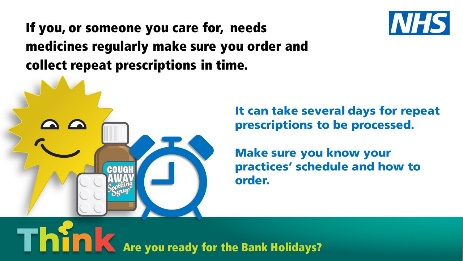 If you, or someone you care for, needs
medicines regularly make sure you order and
collect repeat prescriptions in time.
NHS
It can take several days for repeat
prescriptions to be processed.
Make sure you know your
practices' schedule and how to
order.
COUGH
AWAY
Soothing
Syrup
Think
Are you ready for the Bank Holidays?